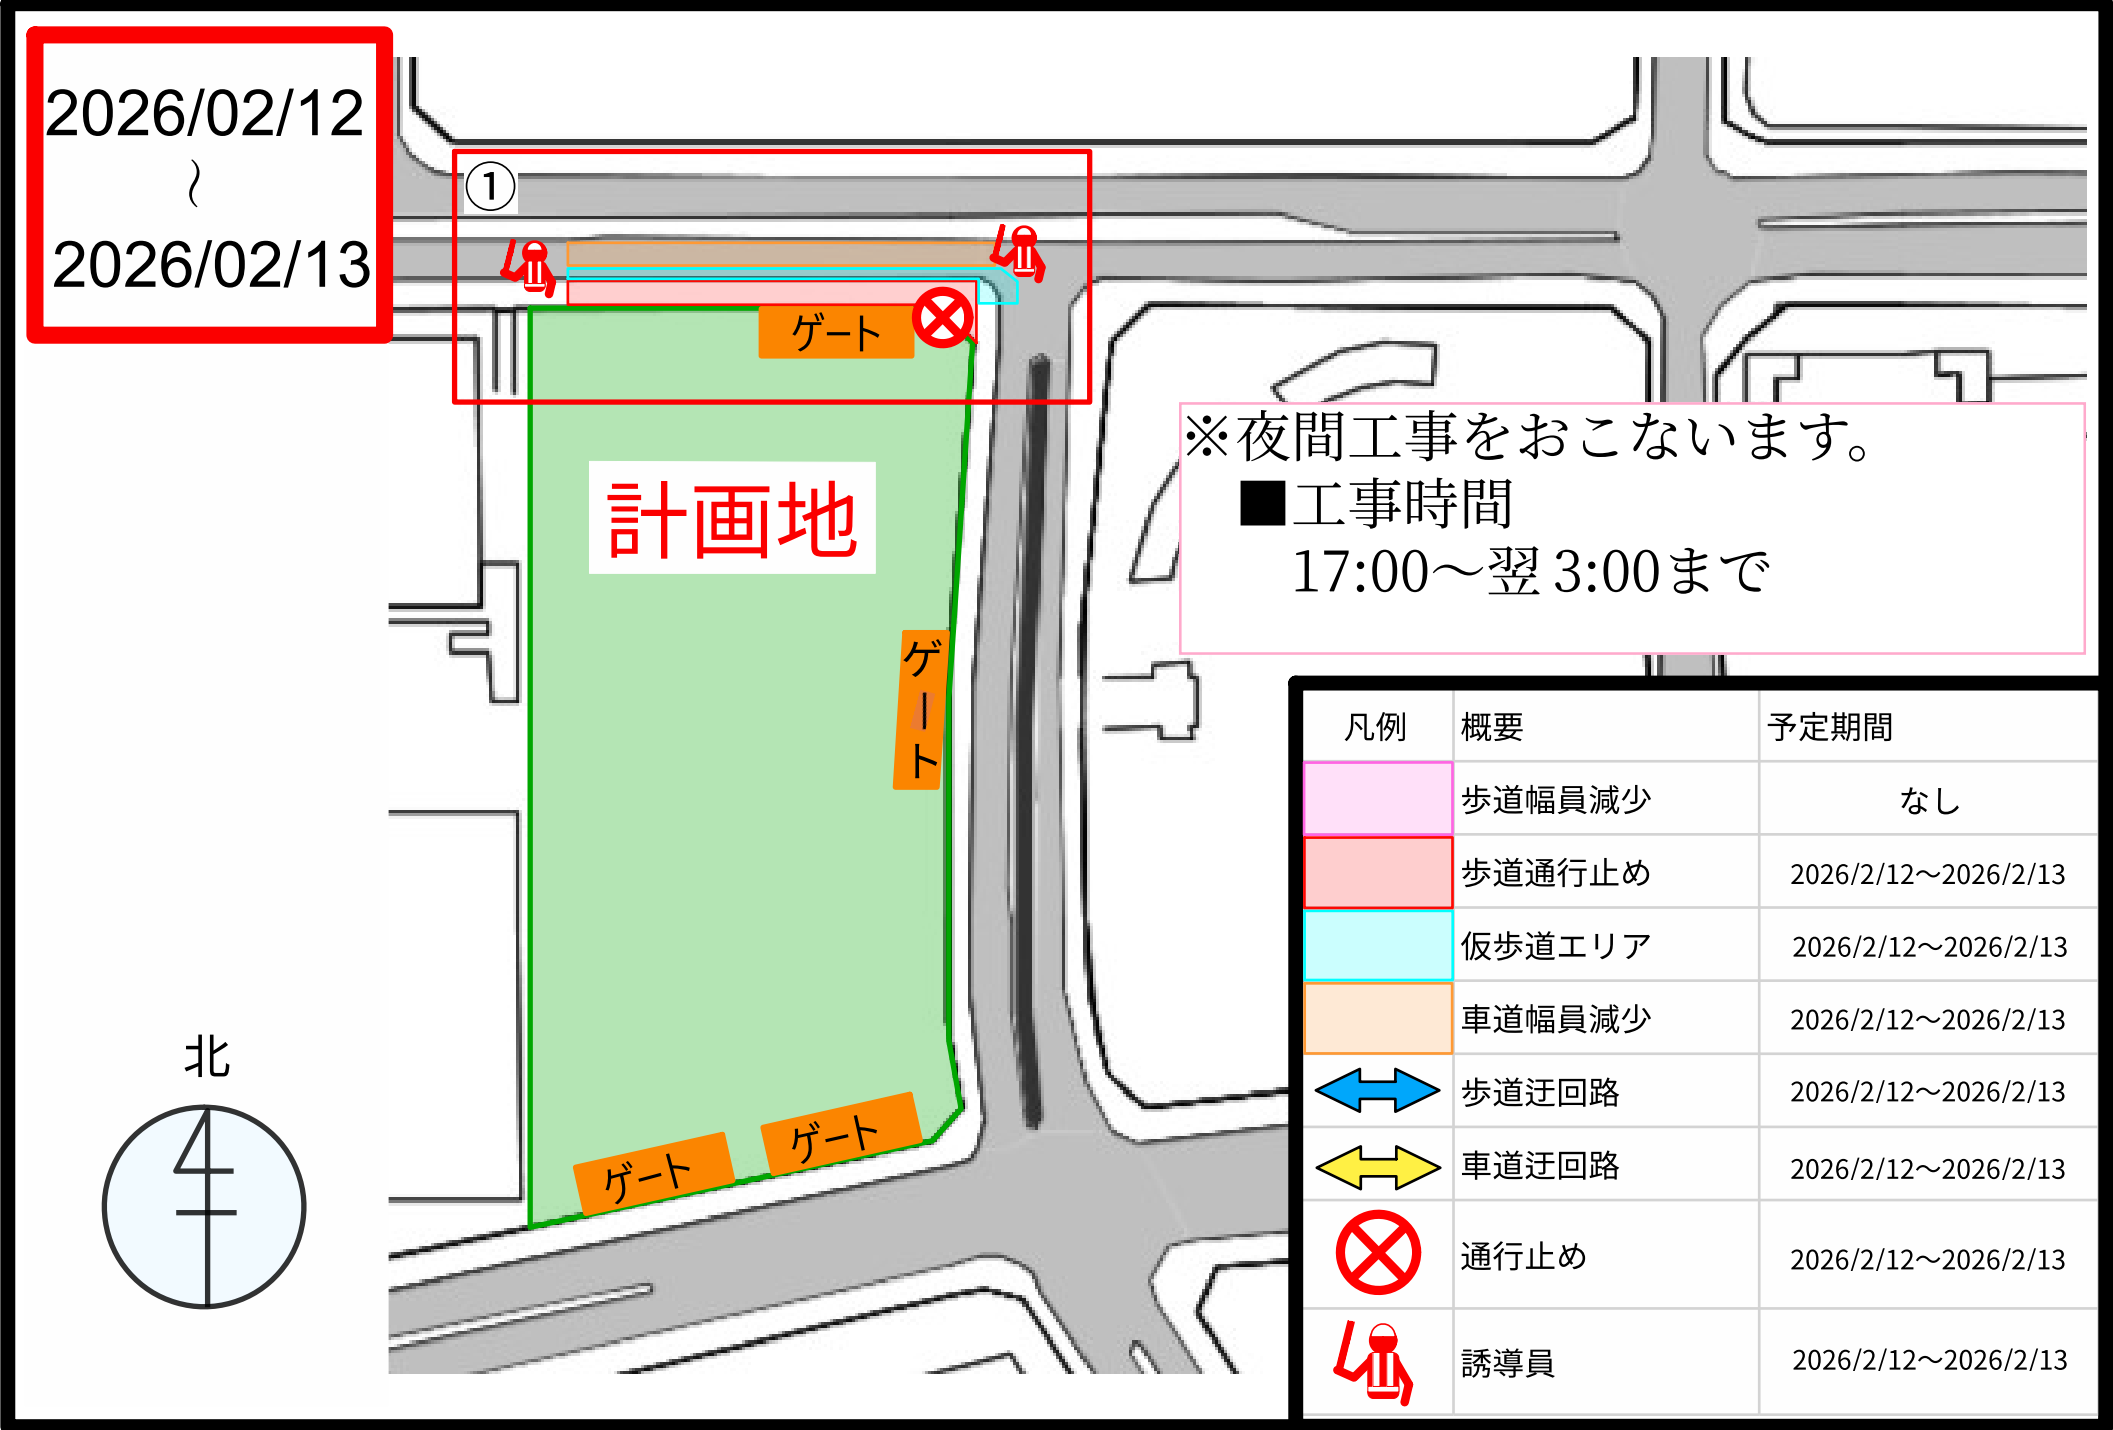 2026/02/12
～
2026/02/13
①
ゲート
計画地
ゲート
ゲート
ゲート
※夜間工事をおこないます。
■工事時間
17:00～翌3:00まで
北
凡例 概要 予定期間
歩道幅員減少 なし
歩道通行止め 2026/2/12～2026/2/13
仮歩道エリア 2026/2/12～2026/2/13
車道幅員減少 2026/2/12～2026/2/13
歩道迂回路 2026/2/12～2026/2/13
車道迂回路 2026/2/12～2026/2/13
通行止め 2026/2/12～2026/2/13
誘導員 2026/2/12～2026/2/13